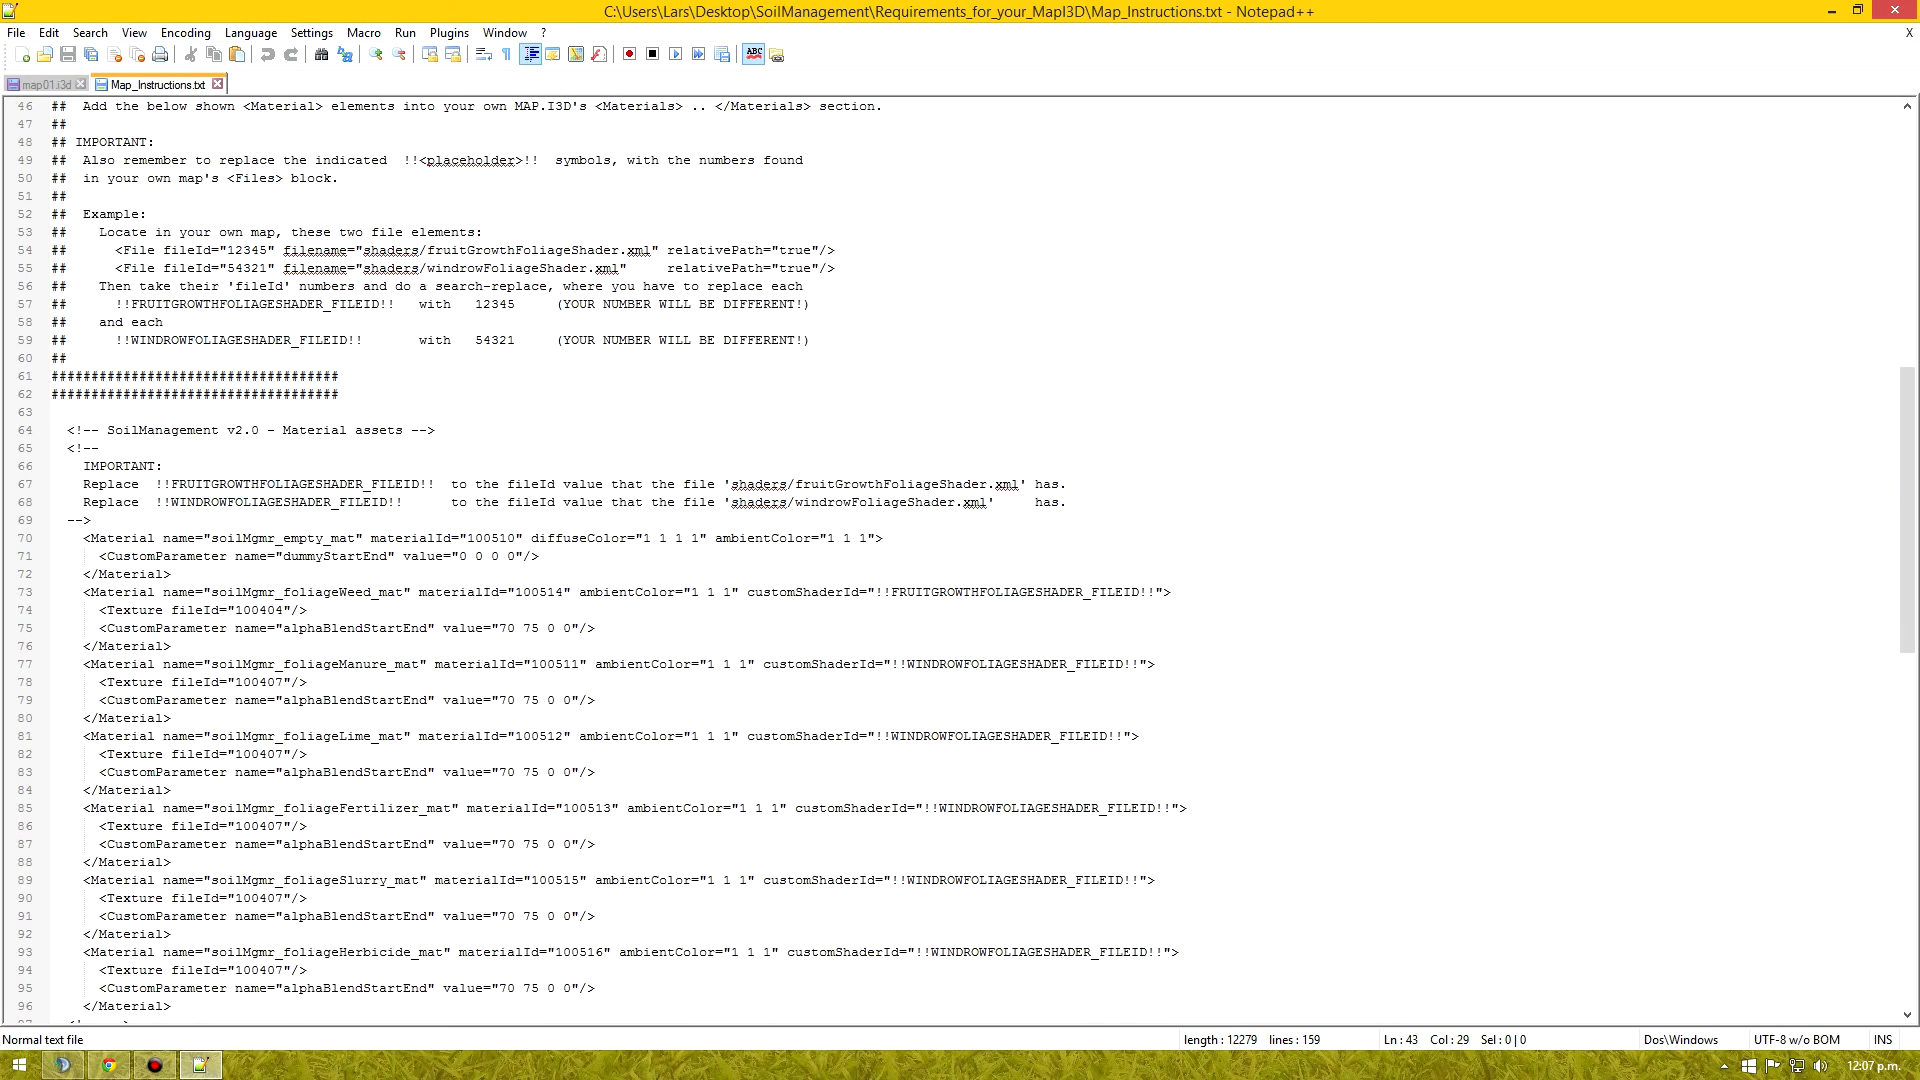 C:\Users\Lars\Desktop\SoilManagement\Requirements_for_your_MapI3D\Map_Instructions.txt - Notepad++
File Edit Search View Encoding Language Settings Macro Run Plugins Window ? X
map01.i3d Map_Instructions.txt
46 ##  Add the below shown <Material> elements into your own MAP.I3D's <Materials> .. </Materials> section.
47 ##
48 ## IMPORTANT:
49 ##  Also remember to replace the indicated  !!<placeholder>!!  symbols, with the numbers found
50 ##  in your own map's <Files> block.
51 ##
52 ##  Example:
53 ##    Locate in your own map, these two file elements:
54 ##      <File fileId="12345" filename="shaders/fruitGrowthFoliageShader.xml" relativePath="true"/>
55 ##      <File fileId="54321" filename="shaders/windrowFoliageShader.xml"     relativePath="true"/>
56 ##    Then take their 'fileId' numbers and do a search-replace, where you have to replace each
57 ##      !!FRUITGROWTHFOLIAGESHADER_FILEID!!   with   12345     (YOUR NUMBER WILL BE DIFFERENT!)
58 ##    and each
59 ##      !!WINDROWFOLIAGESHADER_FILEID!!       with   54321     (YOUR NUMBER WILL BE DIFFERENT!)
60 ##
61 ####################################
62 ####################################
63
64   <!-- SoilManagement v2.0 - Material assets -->
65   <!--
66     IMPORTANT:
67     Replace  !!FRUITGROWTHFOLIAGESHADER_FILEID!!  to the fileId value that the file 'shaders/fruitGrowthFoliageShader.xml' has.
68     Replace  !!WINDROWFOLIAGESHADER_FILEID!!      to the fileId value that the file 'shaders/windrowFoliageShader.xml'     has.
69   -->
70     <Material name="soilMgmr_empty_mat" materialId="100510" diffuseColor="1 1 1 1" ambientColor="1 1 1">
71       <CustomParameter name="dummyStartEnd" value="0 0 0 0"/>
72     </Material>
73     <Material name="soilMgmr_foliageWeed_mat" materialId="100514" ambientColor="1 1 1" customShaderId="!!FRUITGROWTHFOLIAGESHADER_FILEID!!">
74       <Texture fileId="100404"/>
75       <CustomParameter name="alphaBlendStartEnd" value="70 75 0 0"/>
76     </Material>
77     <Material name="soilMgmr_foliageManure_mat" materialId="100511" ambientColor="1 1 1" customShaderId="!!WINDROWFOLIAGESHADER_FILEID!!">
78       <Texture fileId="100407"/>
79       <CustomParameter name="alphaBlendStartEnd" value="70 75 0 0"/>
80     </Material>
81     <Material name="soilMgmr_foliageLime_mat" materialId="100512" ambientColor="1 1 1" customShaderId="!!WINDROWFOLIAGESHADER_FILEID!!">
82       <Texture fileId="100407"/>
83       <CustomParameter name="alphaBlendStartEnd" value="70 75 0 0"/>
84     </Material>
85     <Material name="soilMgmr_foliageFertilizer_mat" materialId="100513" ambientColor="1 1 1" customShaderId="!!WINDROWFOLIAGESHADER_FILEID!!">
86       <Texture fileId="100407"/>
87       <CustomParameter name="alphaBlendStartEnd" value="70 75 0 0"/>
88     </Material>
89     <Material name="soilMgmr_foliageSlurry_mat" materialId="100515" ambientColor="1 1 1" customShaderId="!!WINDROWFOLIAGESHADER_FILEID!!">
90       <Texture fileId="100407"/>
91       <CustomParameter name="alphaBlendStartEnd" value="70 75 0 0"/>
92     </Material>
93     <Material name="soilMgmr_foliageHerbicide_mat" materialId="100516" ambientColor="1 1 1" customShaderId="!!WINDROWFOLIAGESHADER_FILEID!!">
94       <Texture fileId="100407"/>
95       <CustomParameter name="alphaBlendStartEnd" value="70 75 0 0"/>
96     </Material>
Normal text file length : 12279 lines : 159 Ln : 43 Col : 29 Sel : 0 | 0 Dos\Windows UTF-8 w/o BOM INS
12:07 p.m.